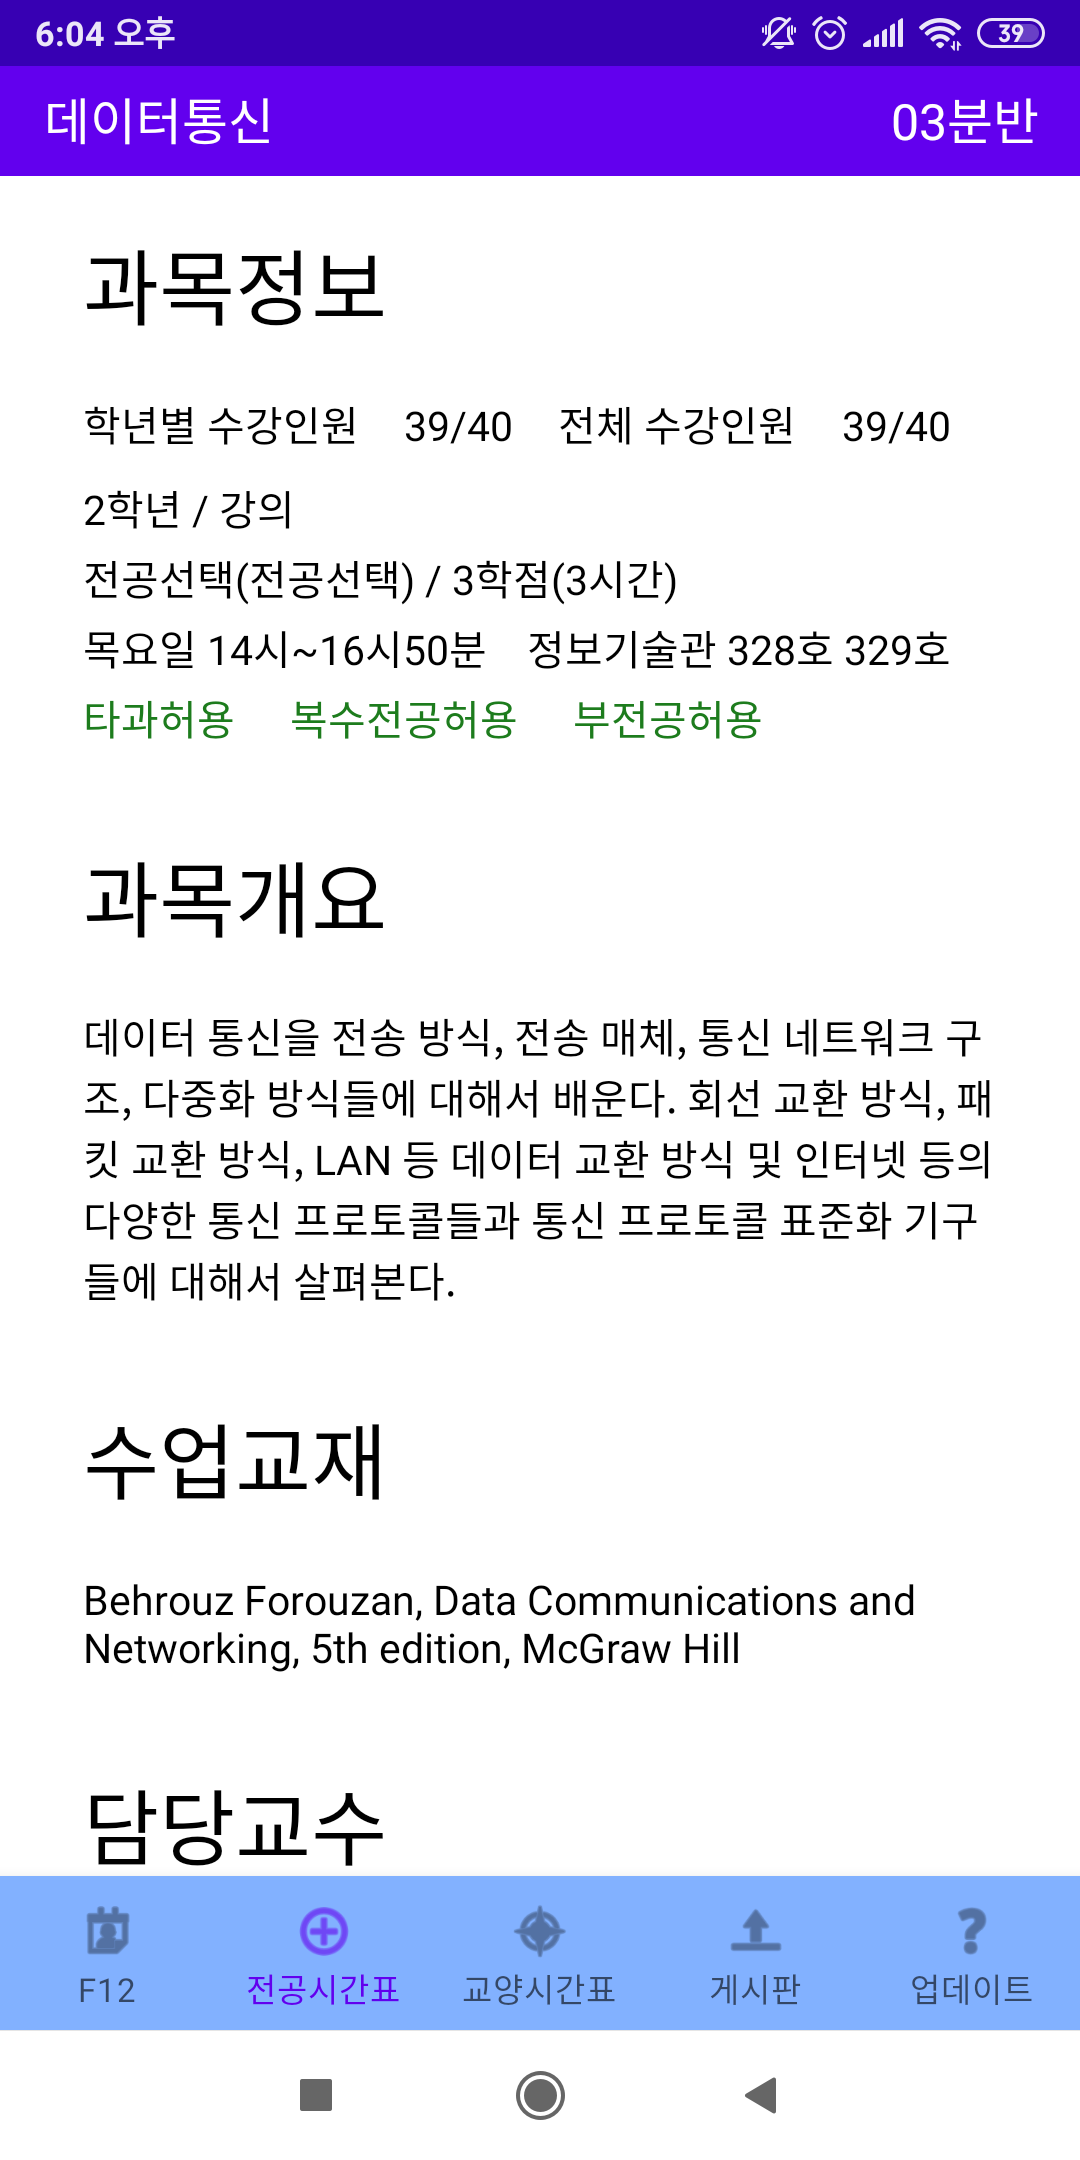 6:04 오후
39
데이터통신 03분반
과목정보
학년별 수강인원 39/40 전체 수강인원 39/40
2학년 / 강의
전공선택(전공선택) / 3학점(3시간)
목요일 14시~16시50분 정보기술관 328호 329호
타과허용 복수전공허용 부전공허용
과목개요
데이터 통신을 전송 방식, 전송 매체, 통신 네트워크 구
조, 다중화 방식들에 대해서 배운다. 회선 교환 방식, 패
킷 교환 방식, LAN 등 데이터 교환 방식 및 인터넷 등의
다양한 통신 프로토콜들과 통신 프로토콜 표준화 기구
들에 대해서 살펴본다.
수업교재
Behrouz Forouzan, Data Communications and
Networking, 5th edition, McGraw Hill
담당교수
F12 전공시간표 교양시간표 게시판 업데이트